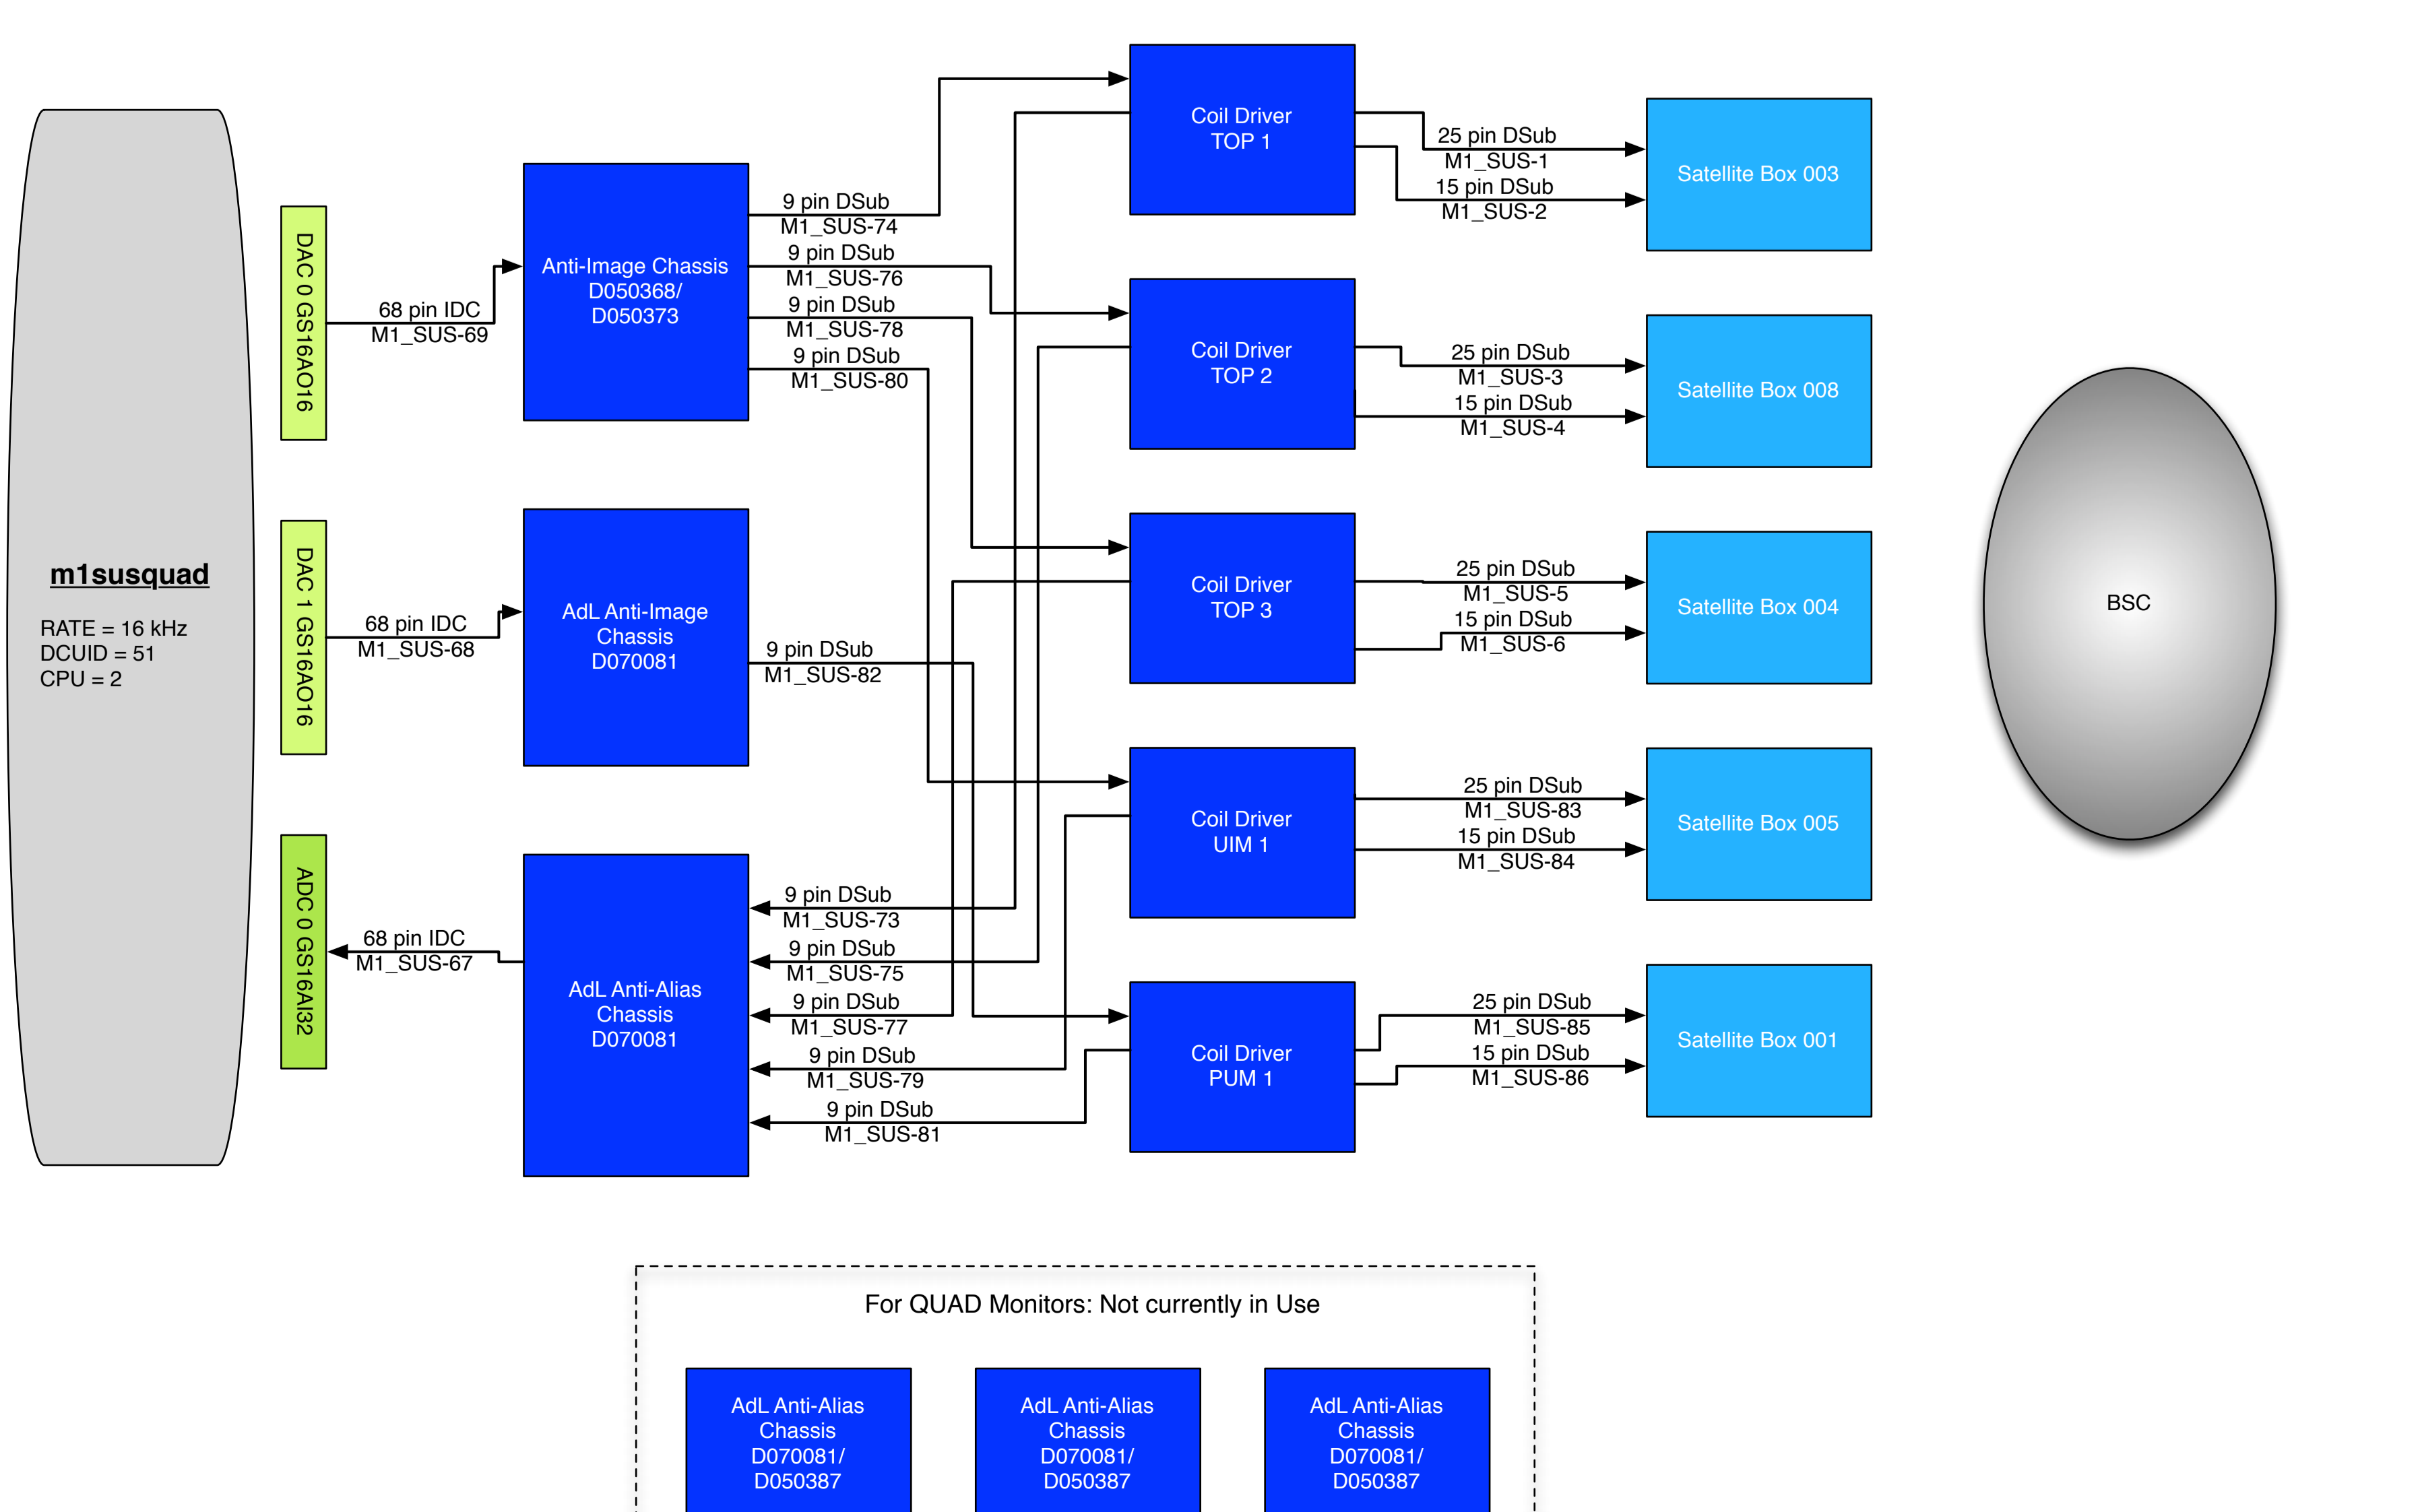 m1susquad
RATE = 16 kHz
DCUID = 51
CPU = 2
DAC 0 GS16AO16
DAC 1 GS16AO16
ADC 0 GS16AI32
68 pin IDC
M1_SUS-69
68 pin IDC
M1_SUS-68
68 pin IDC
M1_SUS-67
Anti-Image Chassis
D050368/
D050373
AdL Anti-Image
Chassis
D070081
AdL Anti-Alias
Chassis
D070081
9 pin DSub
M1_SUS-74
9 pin DSub
M1_SUS-76
9 pin DSub
M1_SUS-78
9 pin DSub
M1_SUS-80
9 pin DSub
M1_SUS-82
9 pin DSub
M1_SUS-73
9 pin DSub
M1_SUS-75
9 pin DSub
M1_SUS-77
9 pin DSub
M1_SUS-79
9 pin DSub
M1_SUS-81
Coil Driver
TOP 1
Coil Driver
TOP 2
Coil Driver
TOP 3
Coil Driver
UIM 1
Coil Driver
PUM 1
25 pin DSub
M1_SUS-1
15 pin DSub
M1_SUS-2
25 pin DSub
M1_SUS-3
15 pin DSub
M1_SUS-4
25 pin DSub
M1_SUS-5
15 pin DSub
M1_SUS-6
25 pin DSub
M1_SUS-83
15 pin DSub
M1_SUS-84
25 pin DSub
M1_SUS-85
15 pin DSub
M1_SUS-86
Satellite Box 003
Satellite Box 008
Satellite Box 004
Satellite Box 005
Satellite Box 001
BSC
For QUAD Monitors: Not currently in Use
AdL Anti-Alias
Chassis
D070081/
D050387
AdL Anti-Alias
Chassis
D070081/
D050387
AdL Anti-Alias
Chassis
D070081/
D050387